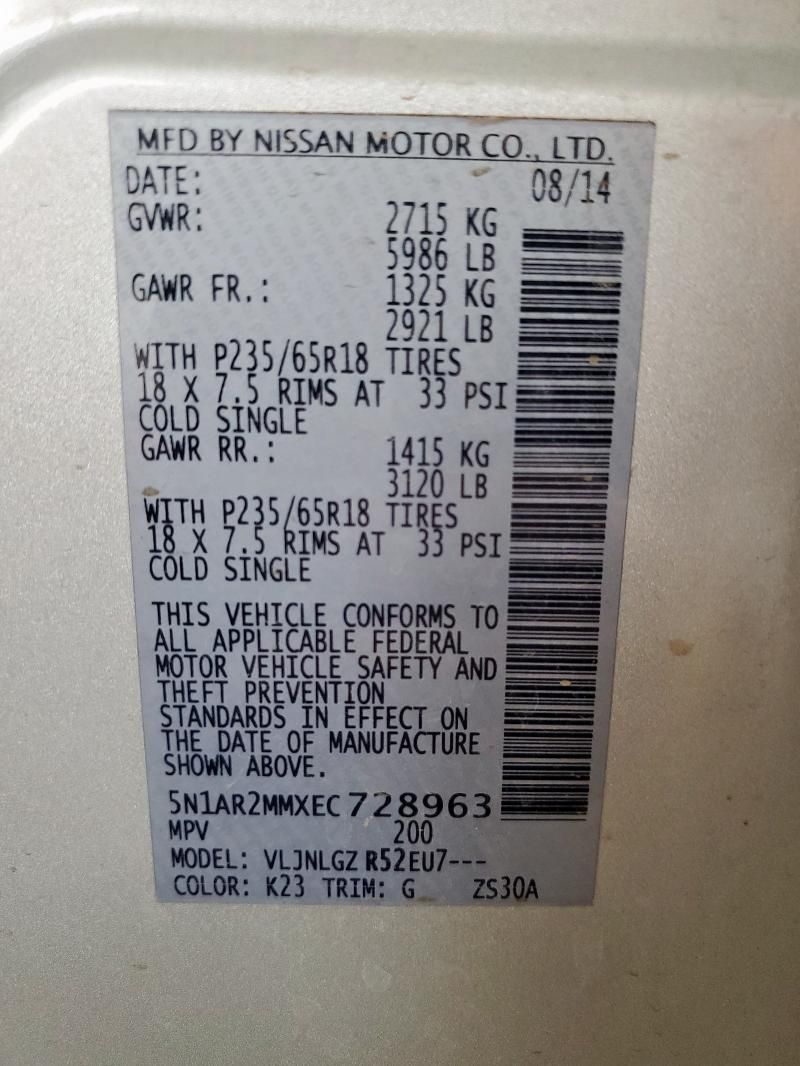 MFD BY NISSAN MOTOR CO., LTD.
DATE: 08/14
GVWR: 2715 KG
5986 LB
GAWR FR.: 1325 KG
2921 LB
WITH P235/65R18 TIRES
18 X 7.5 RIMS AT 33 PSI
COLD SINGLE
GAWR RR.: 1415 KG
3120 LB
WITH P235/65R18 TIRES
18 X 7.5 RIMS AT 33 PSI
COLD SINGLE
THIS VEHICLE CONFORMS TO
ALL APPLICABLE FEDERAL
MOTOR VEHICLE SAFETY AND
THEFT PREVENTION
STANDARDS IN EFFECT ON
THE DATE OF MANUFACTURE
SHOWN ABOVE.
5N1AR2MMXEC728963
MPV 200
MODEL: VLJNLGZ R52EU7---
COLOR: K23 TRIM: G ZS30A